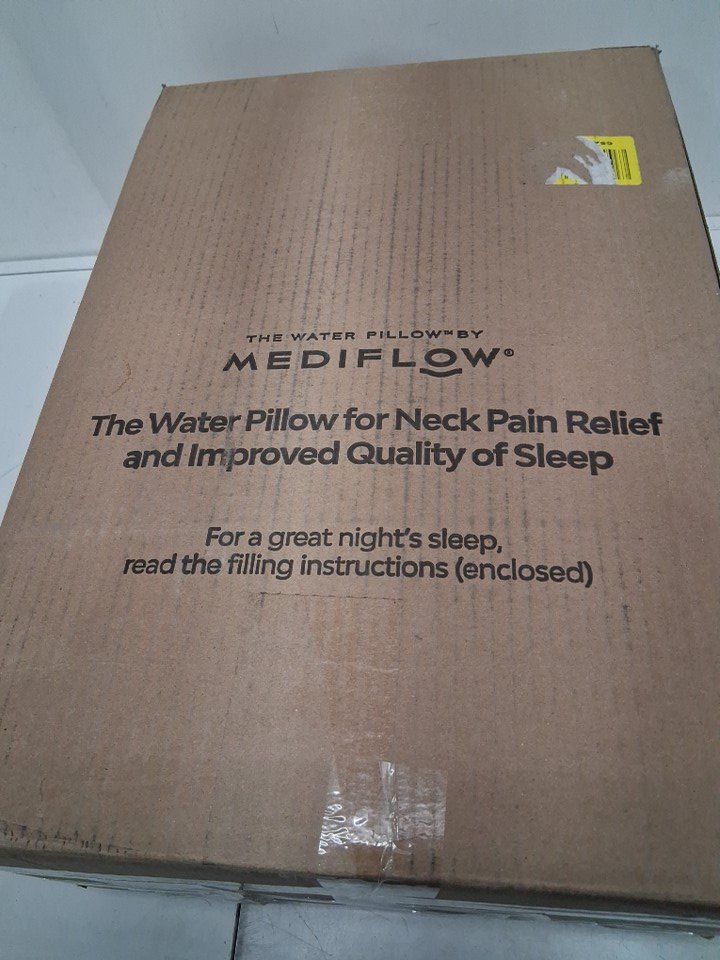 THE WATER PILLOW™ BY
MEDIFLOW®
The Water Pillow for Neck Pain Relief
and Improved Quality of Sleep
For a great night's sleep,
read the filling instructions (enclosed)